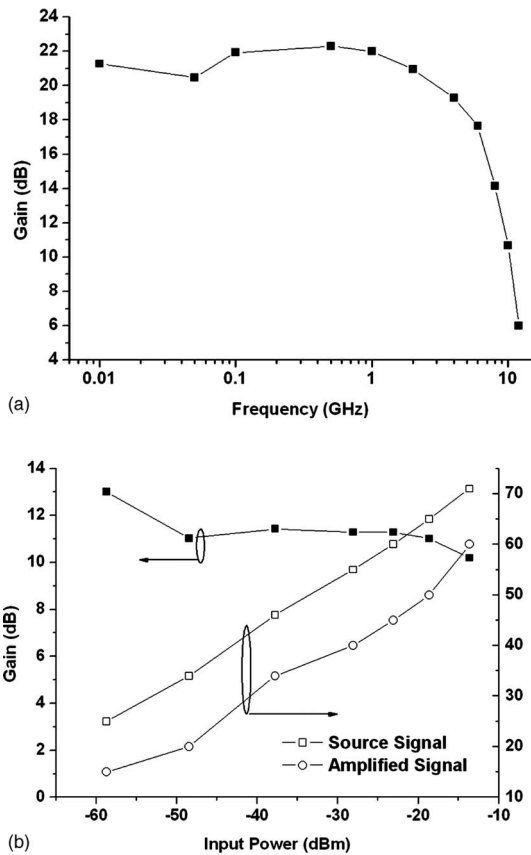 24
22
20
18
16
14
12
10
8
6
4
Gain (dB)
0.01 0.1 1 10
Frequency (GHz)
(a)
14
12
10
8
6
4
2
0
Gain (dB)
70
60
50
40
30
20
10
Source Signal
Amplified Signal
-60 -50 -40 -30 -20 -10
Input Power (dBm)
(b)